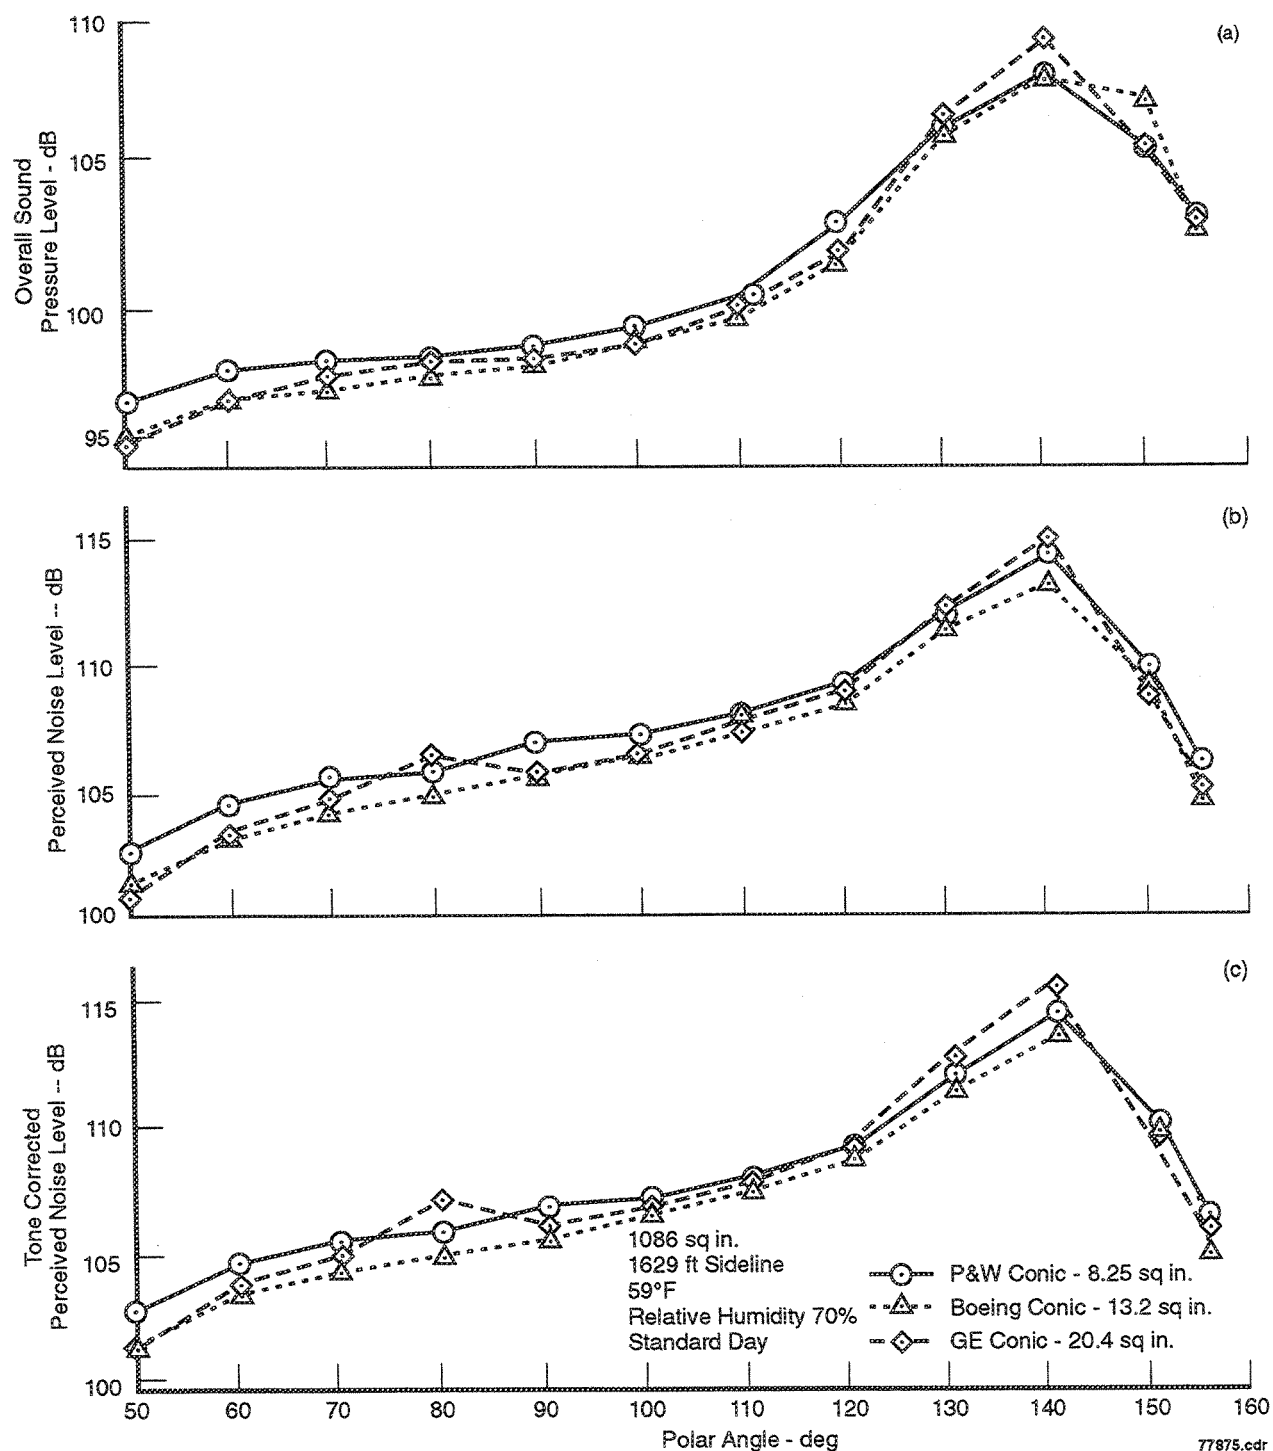 110
(a)
105
100
95
Overall Sound
Pressure Level - dB
(b)
115
110
105
100
Perceived Noise Level -- dB
(c)
115
110
105
100
Tone Corrected
Perceived Noise Level -- dB
1086 sq in.
1629 ft Sideline
59°F
Relative Humidity 70%
Standard Day
P&W Conic - 8.25 sq in.
Boeing Conic - 13.2 sq in.
GE Conic - 20.4 sq in.
50 60 70 80 90 100 110 120 130 140 150 160
Polar Angle - deg
77875.cdr